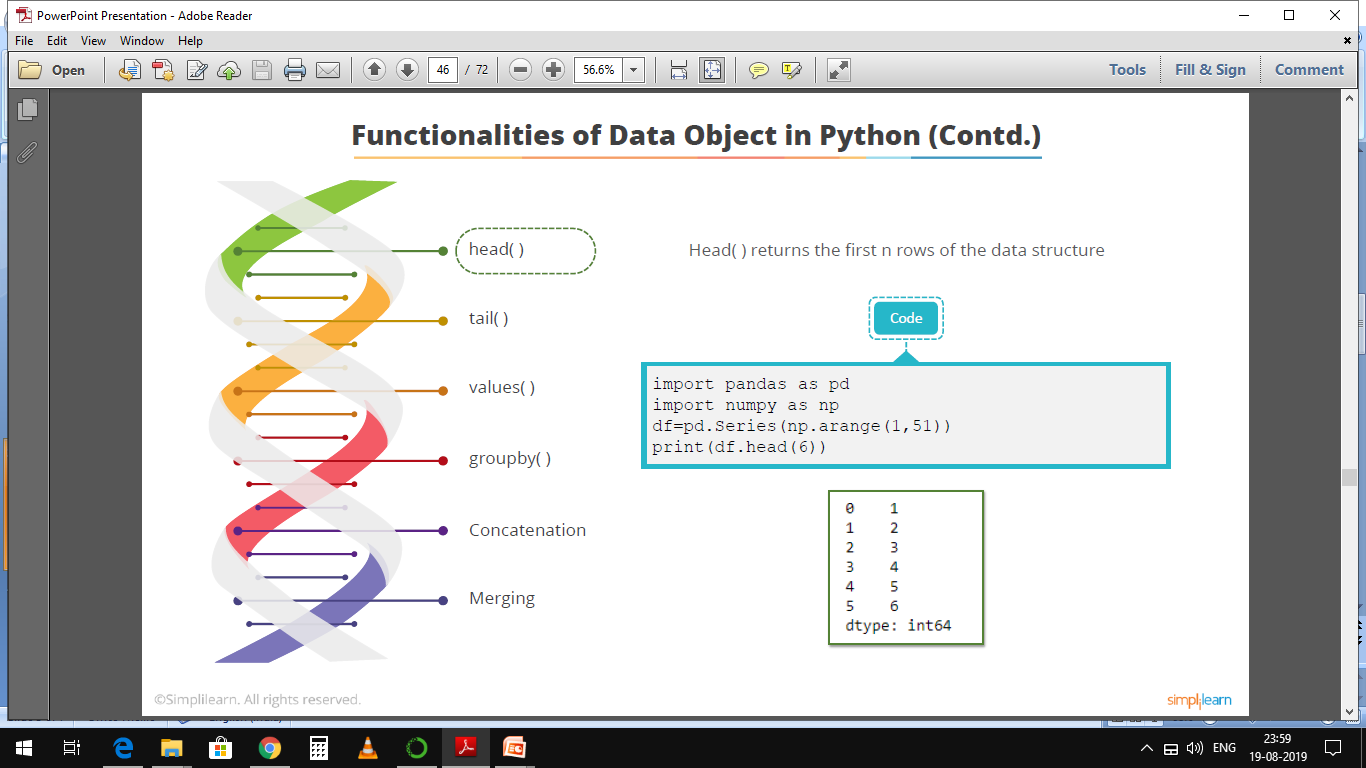 PowerPoint Presentation - Adobe Reader
File Edit View Window Help
Open 46 / 72 56.6% Tools Fill & Sign Comment
Functionalities of Data Object in Python (Contd.)
head( )
Head( ) returns the first n rows of the data structure
tail( )
values( )
groupby( )
Concatenation
Merging
Code
import pandas as pd
import numpy as np
df=pd.Series(np.arange(1,51))
print(df.head(6))
0 1
1 2
2 3
3 4
4 5
5 6
dtype: int64
©Simplilearn. All rights reserved.
simplilearn
ENG
23:59
19-08-2019